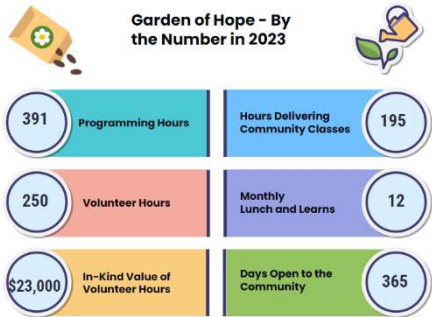 Garden of Hope - By
the Number in 2023
391
Programming Hours
Hours Delivering
Community Classes
195
250
Volunteer Hours
Monthly
Lunch and Learns
12
$23,000
In-Kind Value of
Volunteer Hours
Days Open to the
Community
365